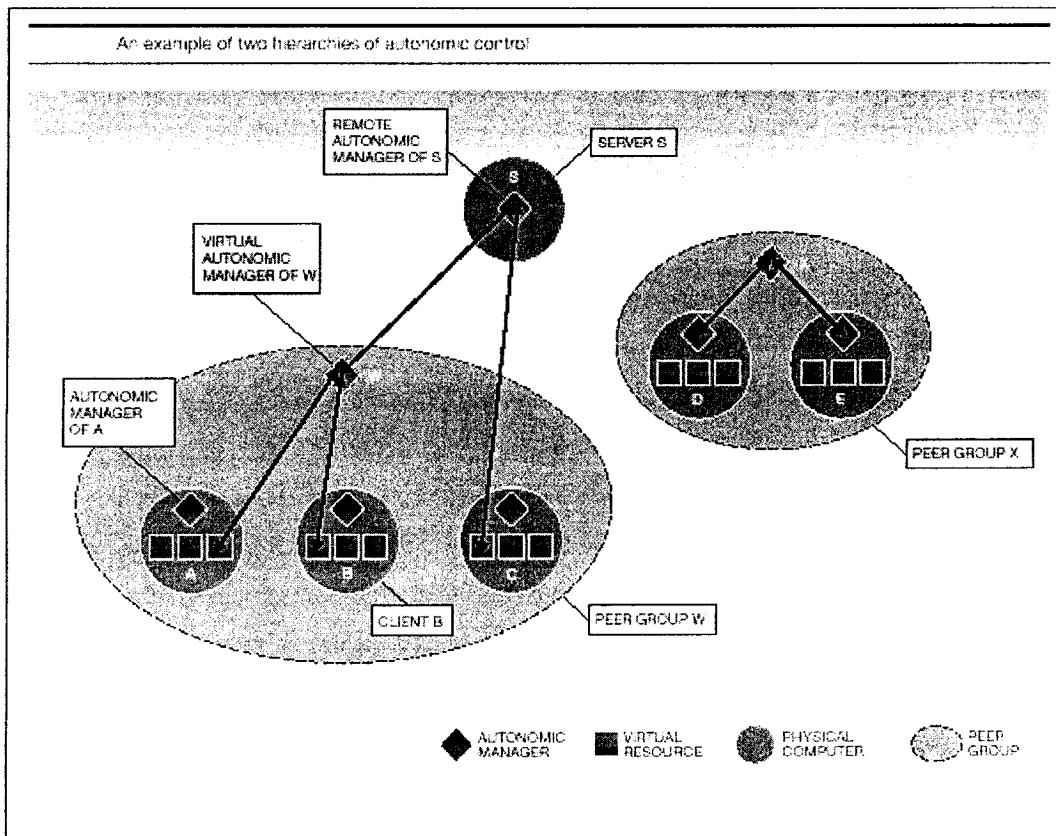 An example of two hierarchies of autonomic control
REMOTE
AUTONOMIC
MANAGER OF S
SERVER S
S
VIRTUAL
AUTONOMIC
MANAGER OF W
X
W
AUTONOMIC
MANAGER
OF A
D
E
PEER GROUP X
A
B
C
CLIENT B
PEER GROUP W
AUTONOMIC
MANAGER
VIRTUAL
RESOURCE
PHYSICAL
COMPUTER
PEER
GROUP